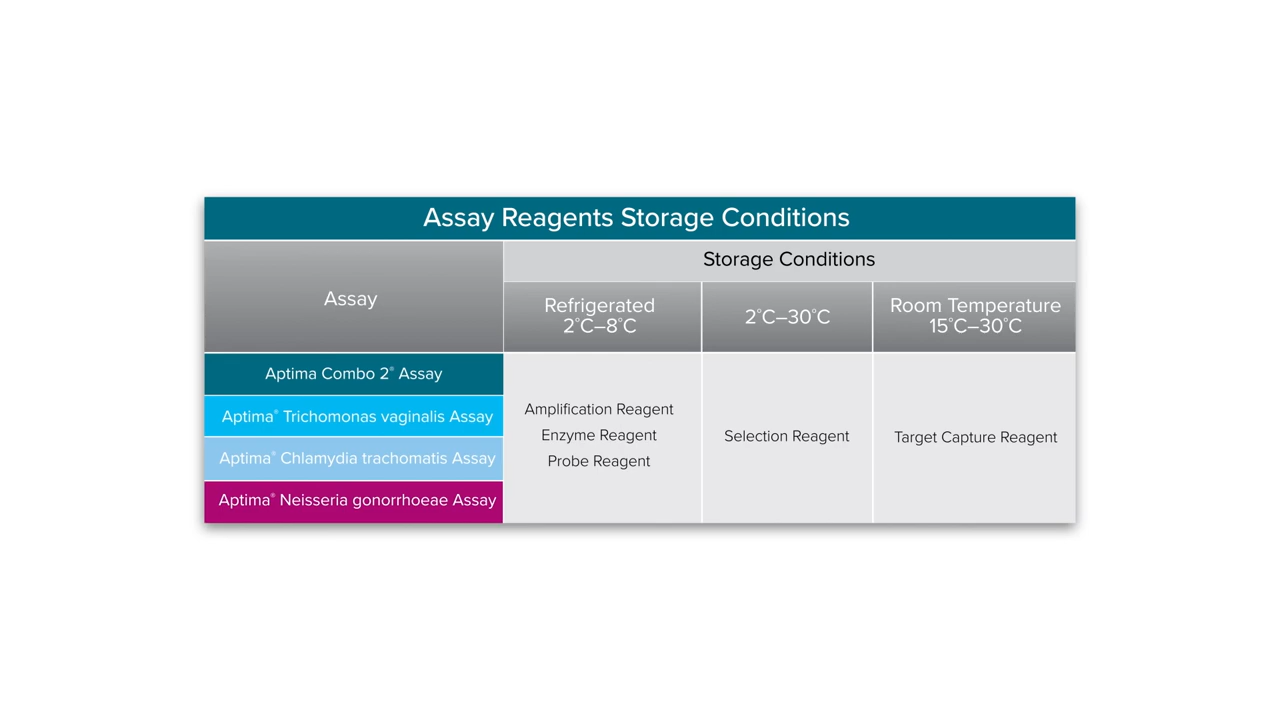 Assay Reagents Storage Conditions
Assay
Storage Conditions
Refrigerated
2°C–8°C
2°C–30°C
Room Temperature
15°C–30°C
Aptima Combo 2® Assay
Aptima® Trichomonas vaginalis Assay
Aptima® Chlamydia trachomatis Assay
Aptima® Neisseria gonorrhoeae Assay
Amplification Reagent
Enzyme Reagent
Probe Reagent
Selection Reagent
Target Capture Reagent